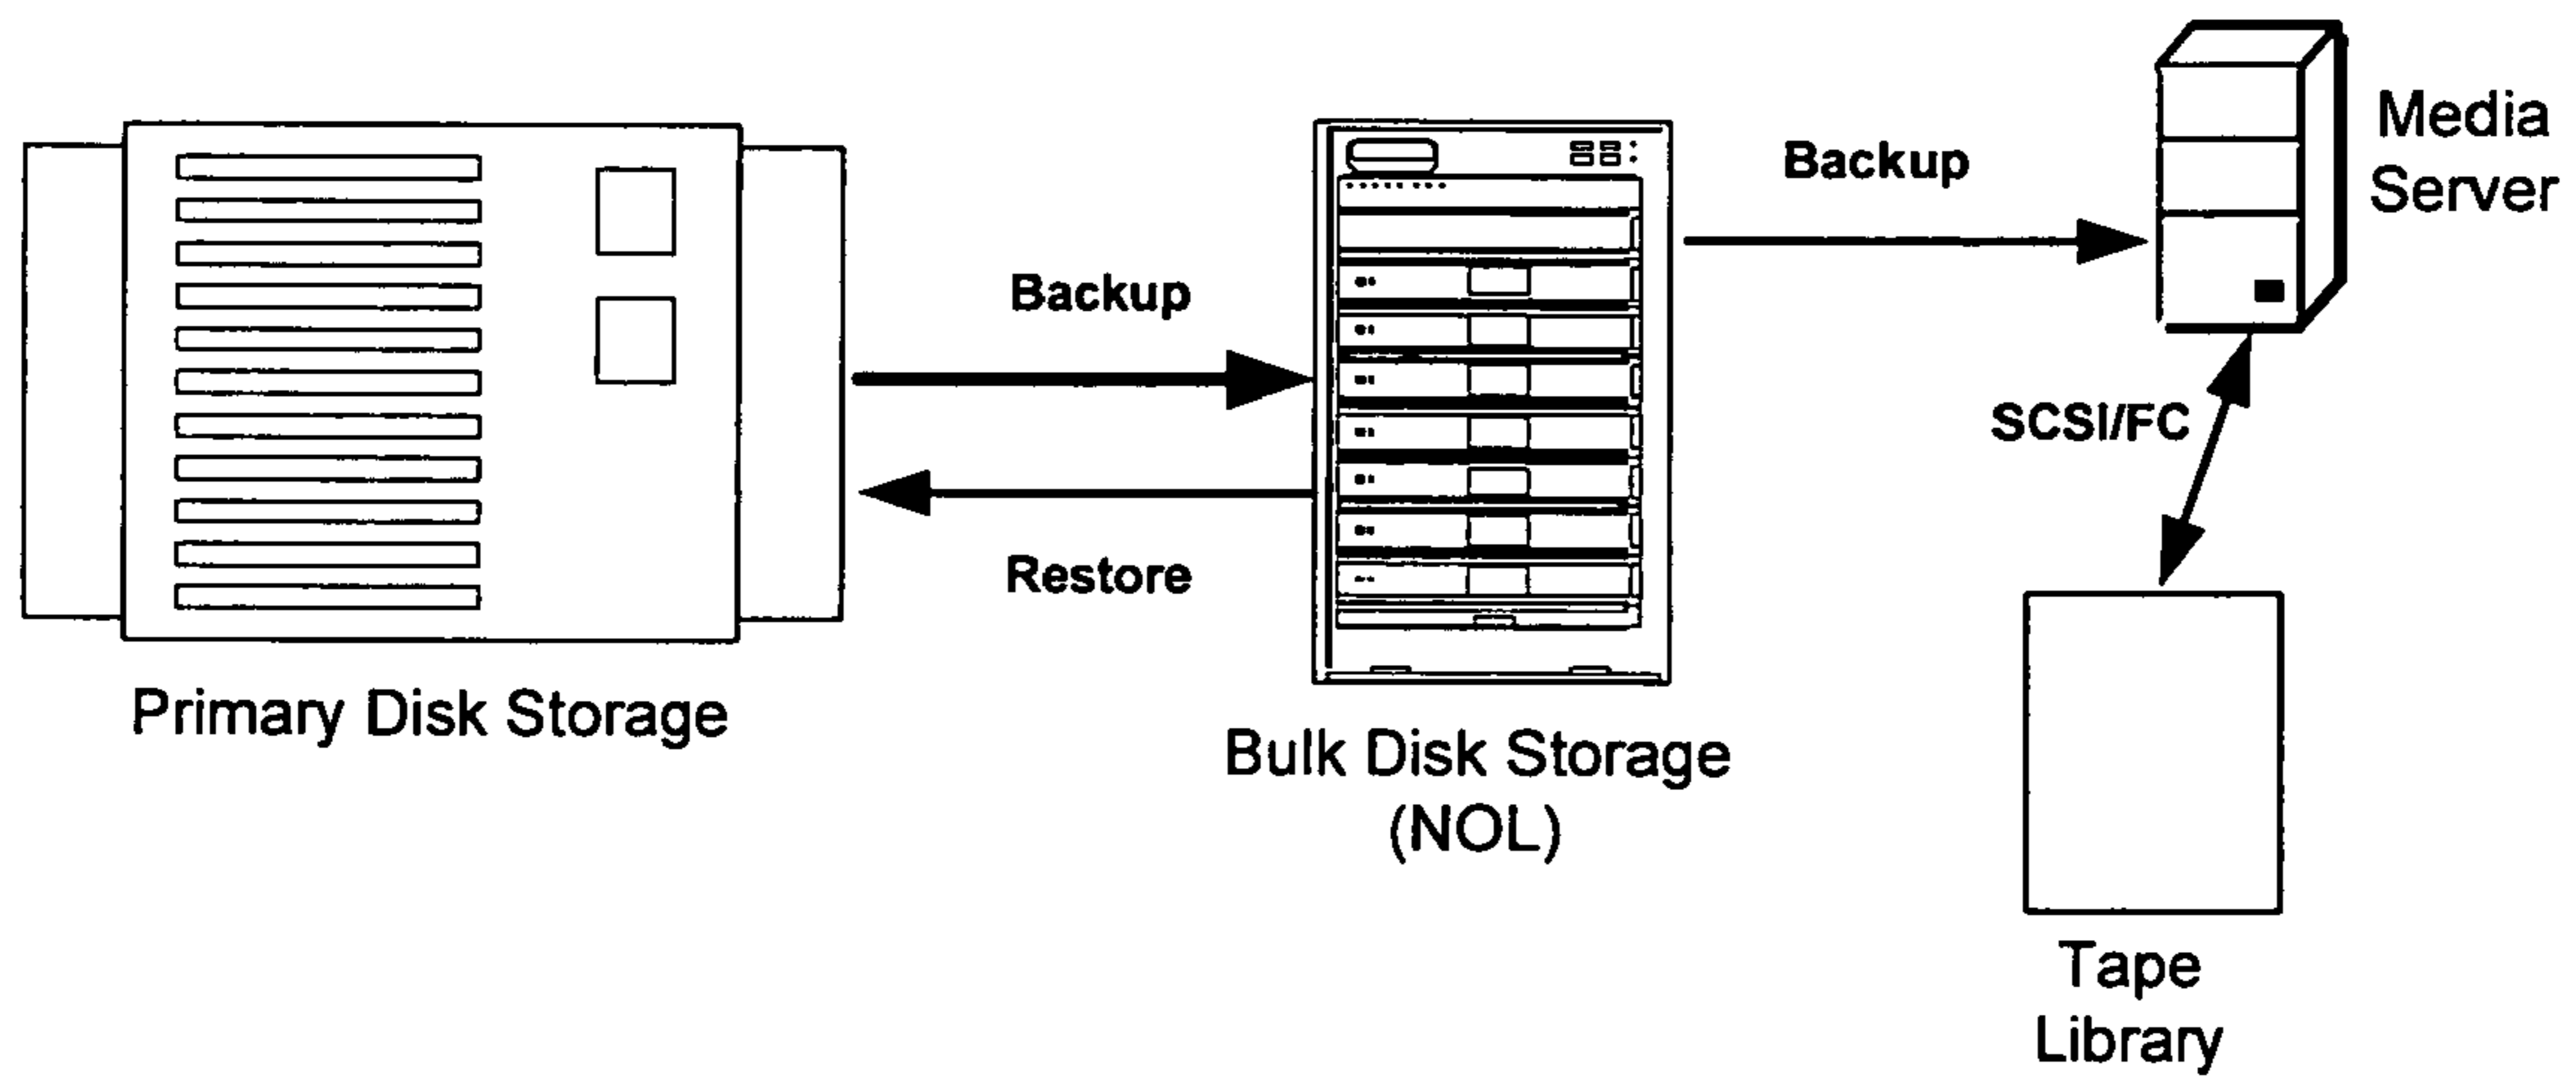 Media
Server
Backup
Backup
SCSI/FC
Restore
Primary Disk Storage
Bulk Disk Storage
(NOL)
Tape
Library